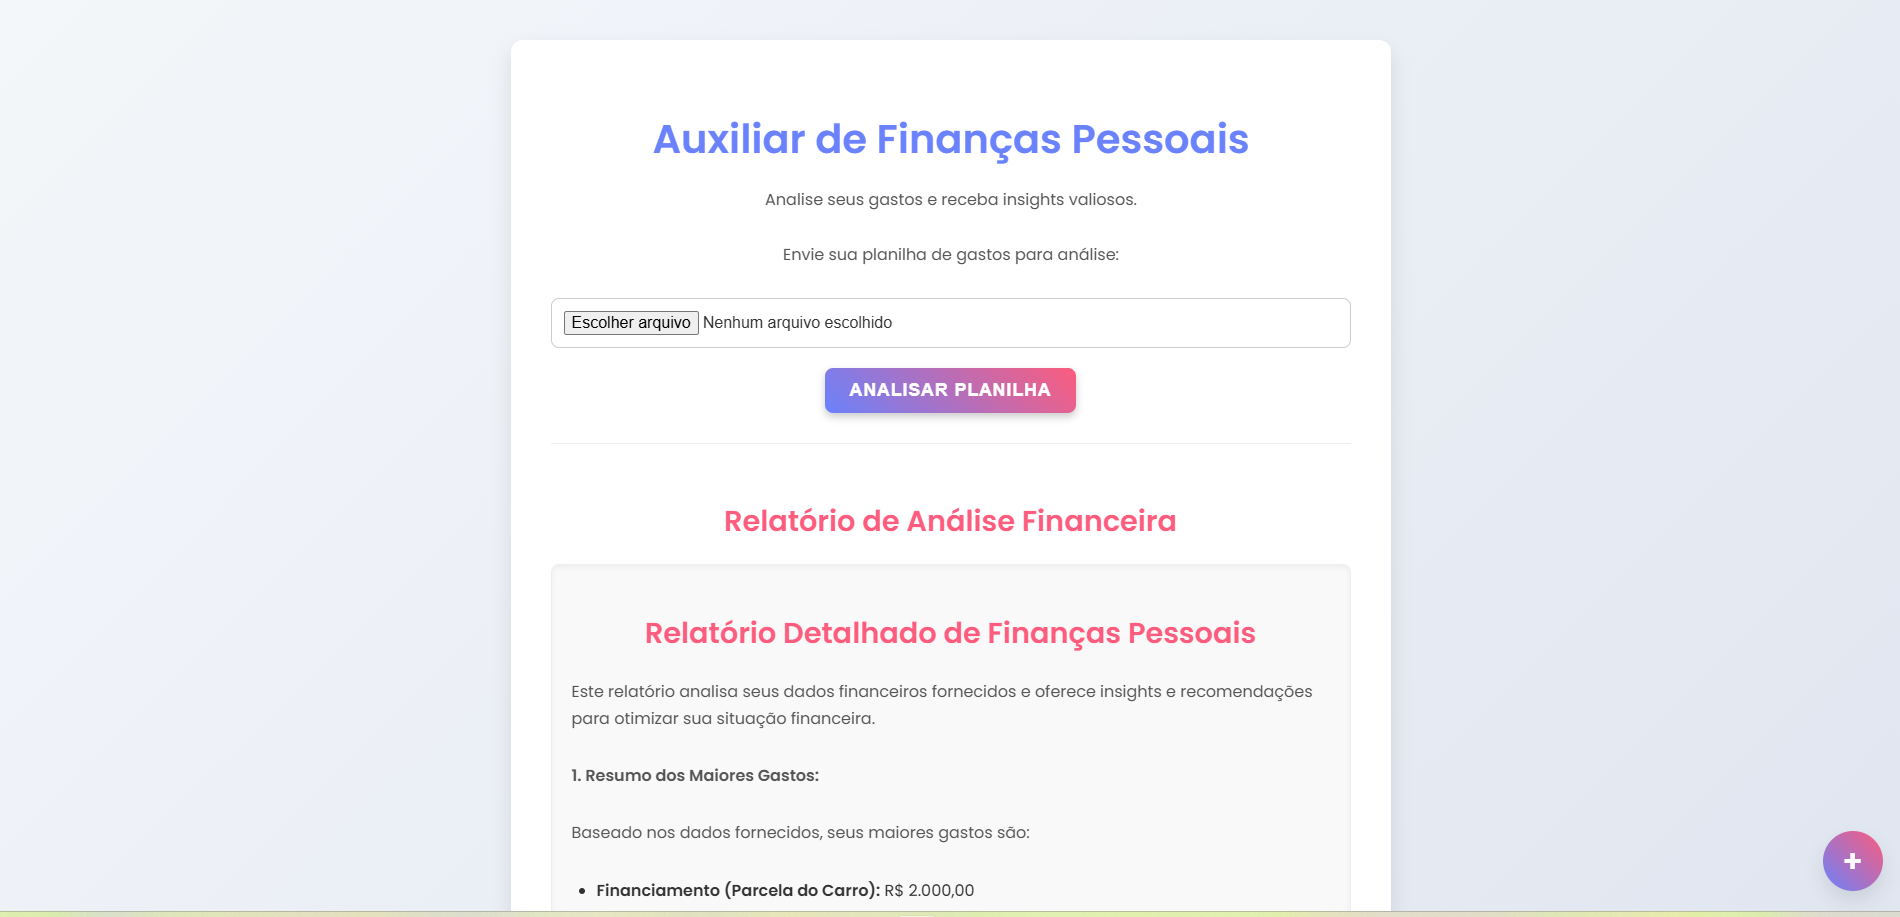 Auxiliar de Finanças Pessoais
Analise seus gastos e receba insights valiosos.
Envie sua planilha de gastos para análise:
Escolher arquivo Nenhum arquivo escolhido
ANALISAR PLANILHA
Relatório de Análise Financeira
Relatório Detalhado de Finanças Pessoais
Este relatório analisa seus dados financeiros fornecidos e oferece insights e recomendações
para otimizar sua situação financeira.
1. Resumo dos Maiores Gastos:
Baseado nos dados fornecidos, seus maiores gastos são:
• Financiamento (Parcela do Carro): R$ 2.000,00
+